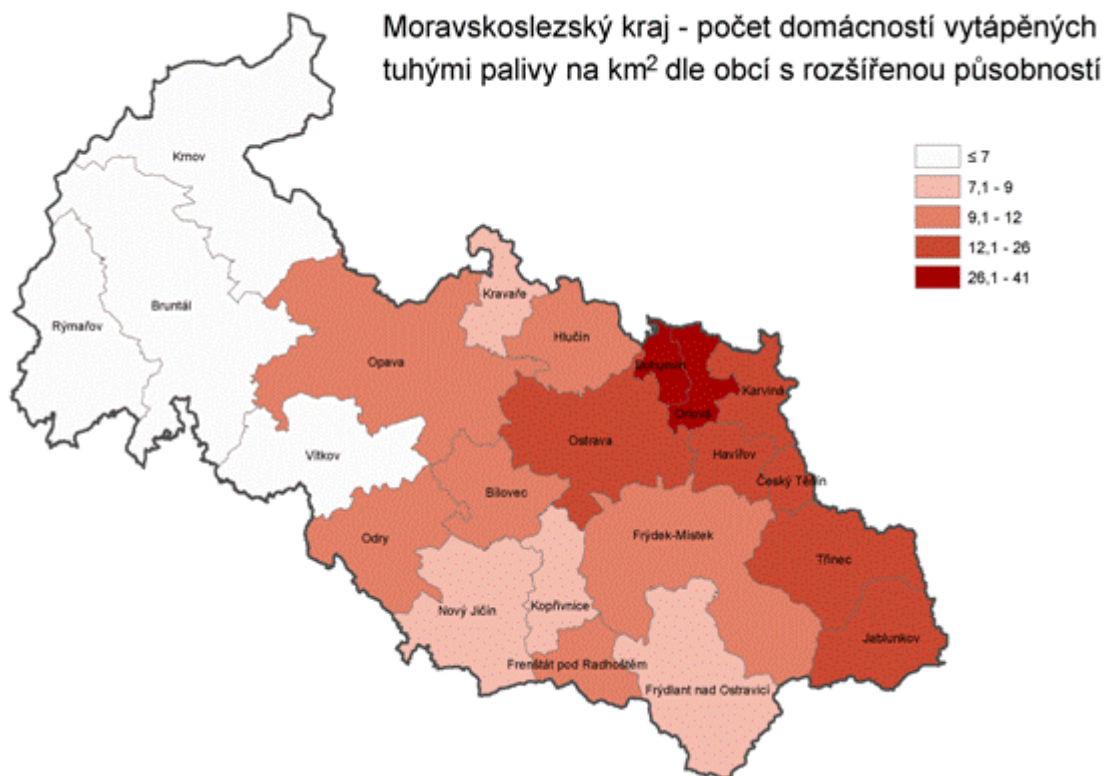 Moravskoslezský kraj - počet domácností vytápěných
tuhými palivy na km² dle obcí s rozšířenou působností
≤ 7
7,1 - 9
9,1 - 12
12,1 - 26
26,1 - 41
Krnov
Bruntál
Rýmařov
Kravaře
Hlučín
Opava
Bohumín
Karviná
Orlová
Ostrava
Havířov
Český Těšín
Vítkov
Bílovec
Odry
Frýdek-Místek
Třinec
Nový Jičín
Kopřivnice
Jablunkov
Frenštát pod Radhoštěm
Frýdlant nad Ostravicí